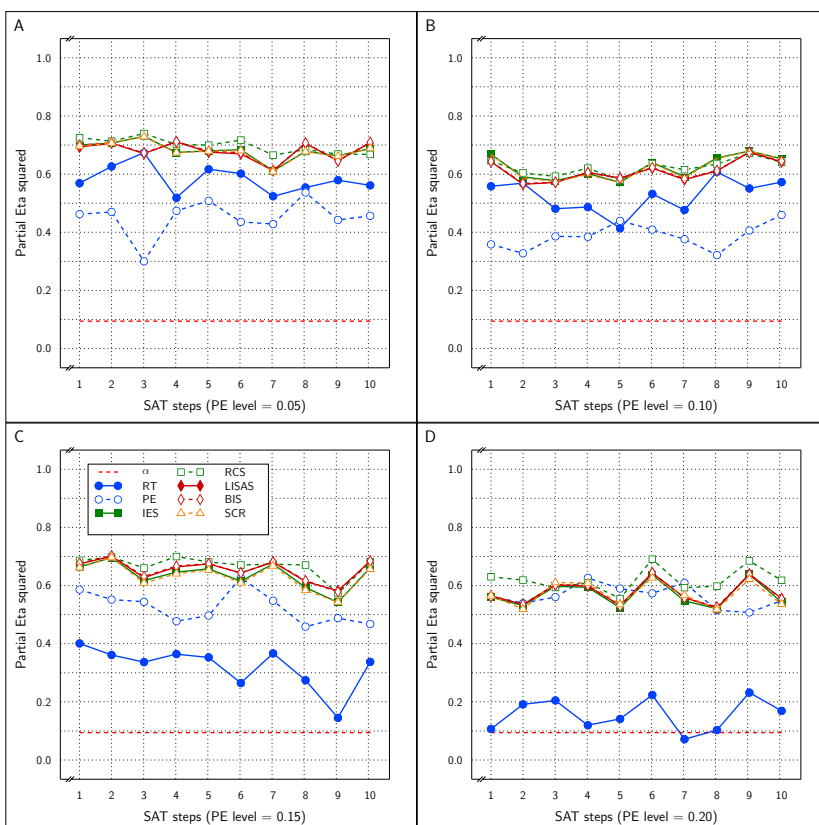 A
Partial Eta squared
1.0
0.8
0.6
0.4
0.2
0.0
1 2 3 4 5 6 7 8 9 10
SAT steps (PE level = 0.05)
B
Partial Eta squared
1.0
0.8
0.6
0.4
0.2
0.0
1 2 3 4 5 6 7 8 9 10
SAT steps (PE level = 0.10)
C
Partial Eta squared
1.0
0.8
0.6
0.4
0.2
0.0
α RCS
RT LISAS
PE BIS
IES SCR
1 2 3 4 5 6 7 8 9 10
SAT steps (PE level = 0.15)
D
Partial Eta squared
1.0
0.8
0.6
0.4
0.2
0.0
1 2 3 4 5 6 7 8 9 10
SAT steps (PE level = 0.20)